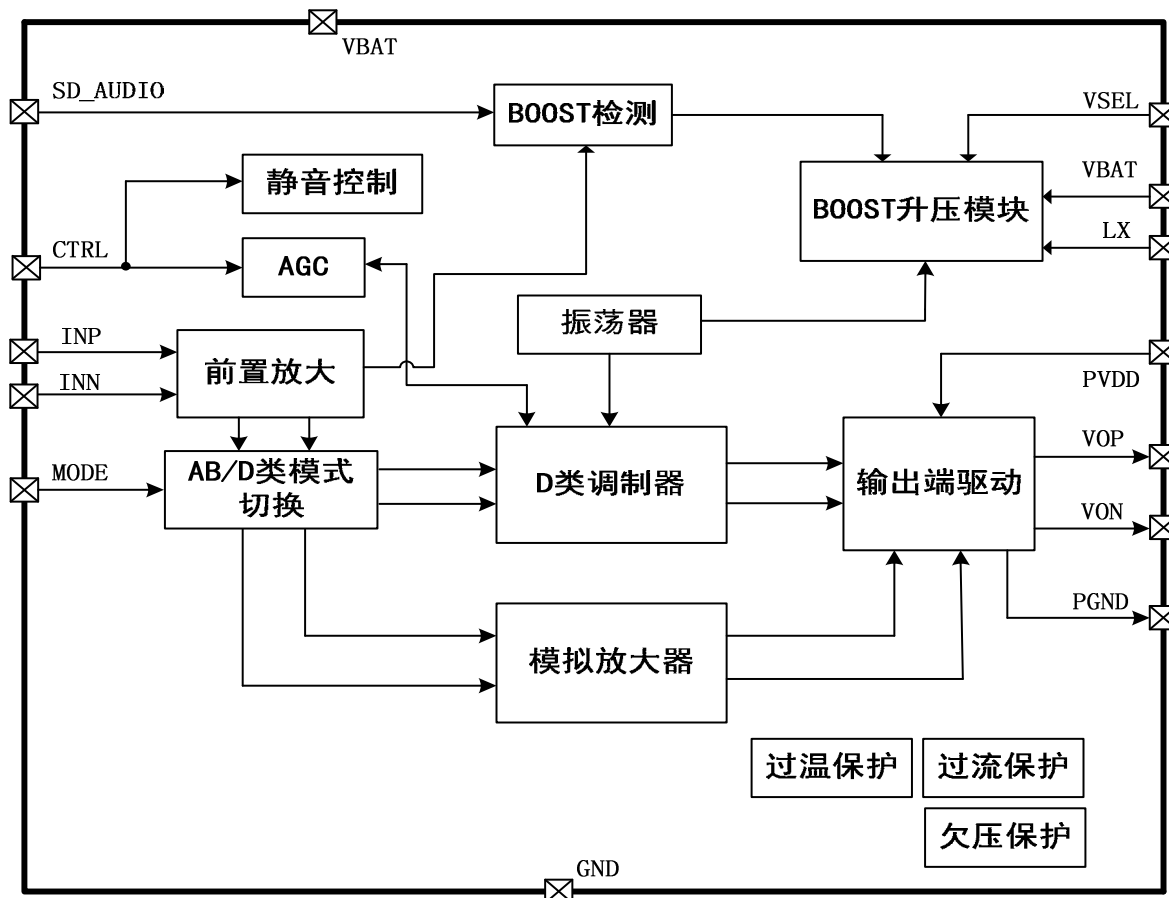 VBAT
SD_AUDIO
BOOST检测
VSEL
静音控制
VBAT
BOOST升压模块
CTRL
AGC
LX
INP
振荡器
前置放大
INN
PVDD
MODE
AB/D类模式
切换
D类调制器
输出端驱动
VOP
VON
模拟放大器
PGND
过温保护
过流保护
欠压保护
GND